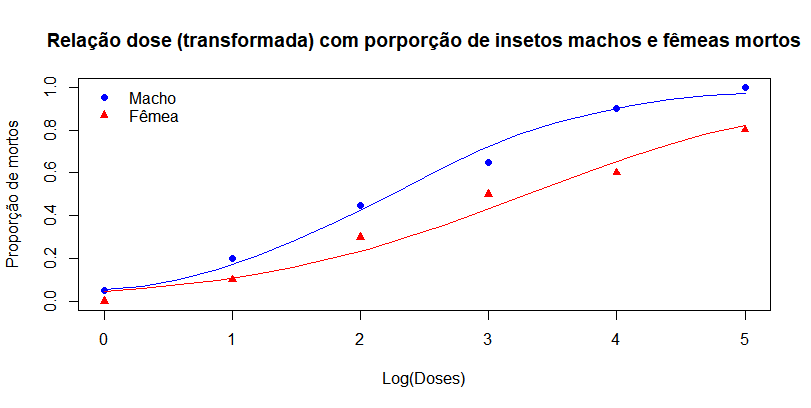 Relação dose (transformada) com porporção de insetos machos e fêmeas mortos
Macho
Fêmea
Proporção de mortos
1.0
0.8
0.6
0.4
0.2
0.0
0 1 2 3 4 5
Log(Doses)